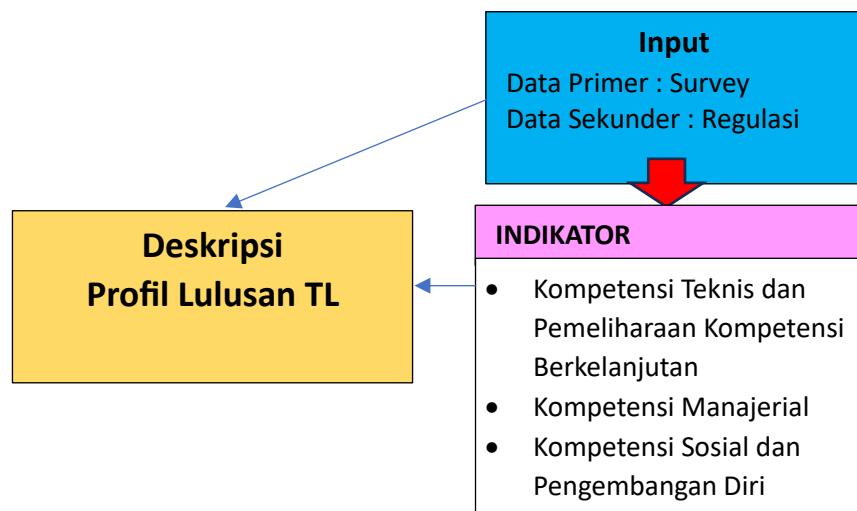 Input
Data Primer : Survey
Data Sekunder : Regulasi
Deskripsi
Profil Lulusan TL
INDIKATOR
• Kompetensi Teknis dan
Pemeliharaan Kompetensi
Berkelanjutan
• Kompetensi Manajerial
• Kompetensi Sosial dan
Pengembangan Diri